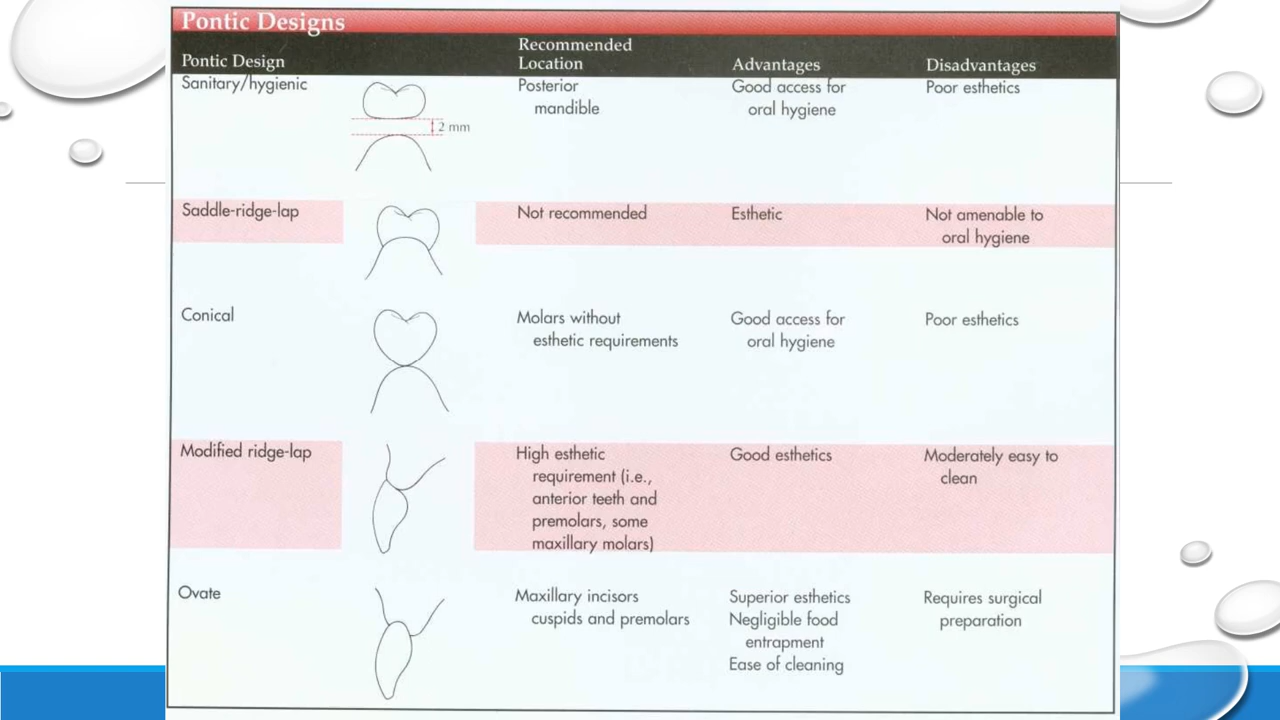 Pontic Designs
Pontic Design
Recommended
Location
Advantages
Disadvantages
Sanitary/hygienic
2 mm
Posterior
mandible
Good access for
oral hygiene
Poor esthetics
Saddle-ridge-lap
Not recommended
Esthetic
Not amenable to
oral hygiene
Conical
Molars without
esthetic requirements
Good access for
oral hygiene
Poor esthetics
Modified ridge-lap
High esthetic
requirement (i.e.,
anterior teeth and
premolars, some
maxillary molars)
Good esthetics
Moderately easy to
clean
Ovate
Maxillary incisors
cuspids and premolars
Superior esthetics
Negligible food
entrapment
Ease of cleaning
Requires surgical
preparation